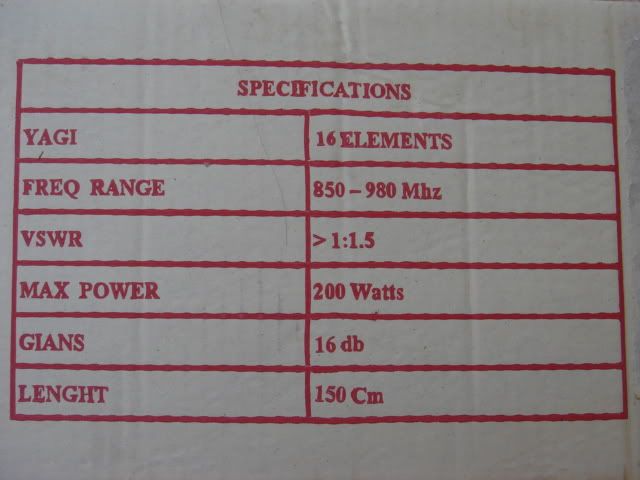 SPECIFICATIONS
YAGI 16 ELEMENTS
FREQ RANGE 850 – 980 Mhz
VSWR > 1:1.5
MAX POWER 200 Watts
GIANS 16 db
LENGHT 150 Cm